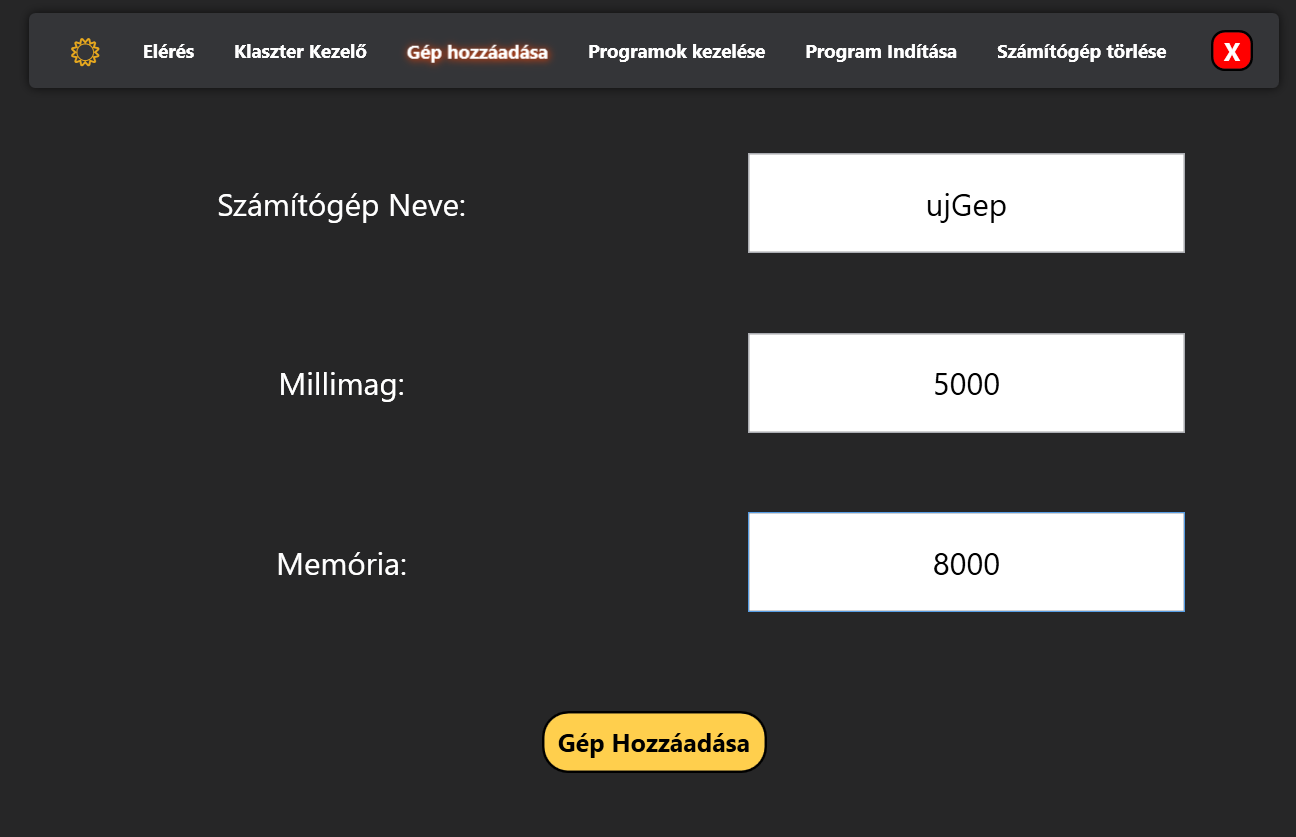 Elérés Klaszter Kezelő Gép hozzáadása Programok kezelése Program Indítása Számítógép törlése X
Számítógép Neve: ujGep
Millimag: 5000
Memória: 8000
Gép Hozzáadása